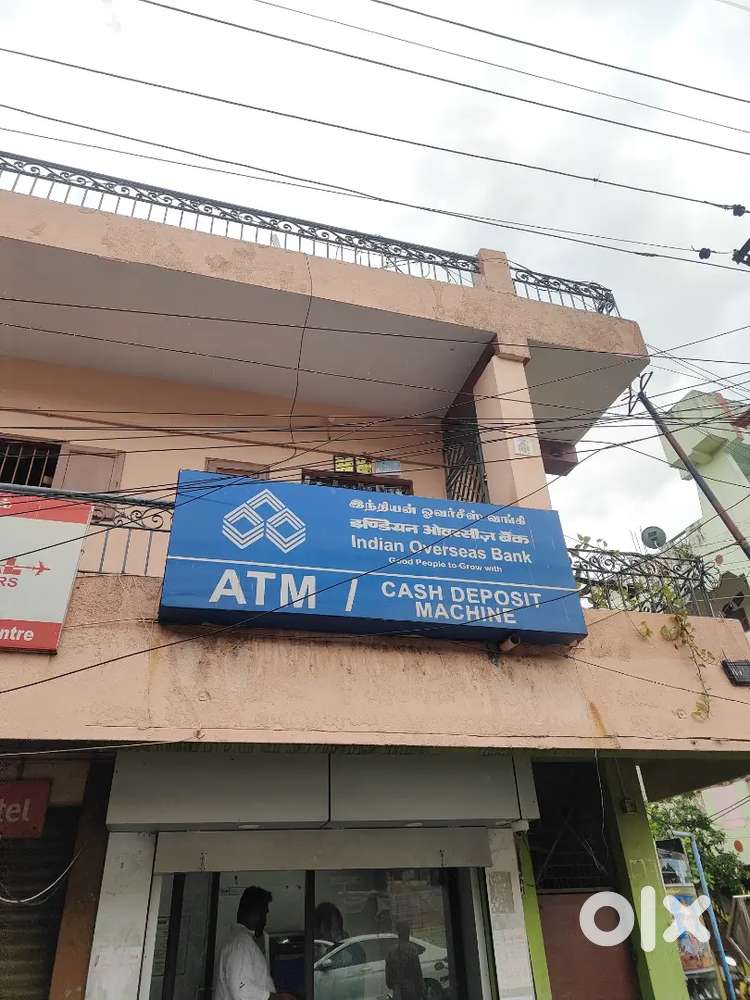 இந்தியன் ஓவர்சீஸ் வங்கி
इण्डियन ओवरसीज़ बैंक
Indian Overseas Bank
Good People to Grow with
ATM / CASH DEPOSIT
MACHINE
RS
ntre
tel
olx